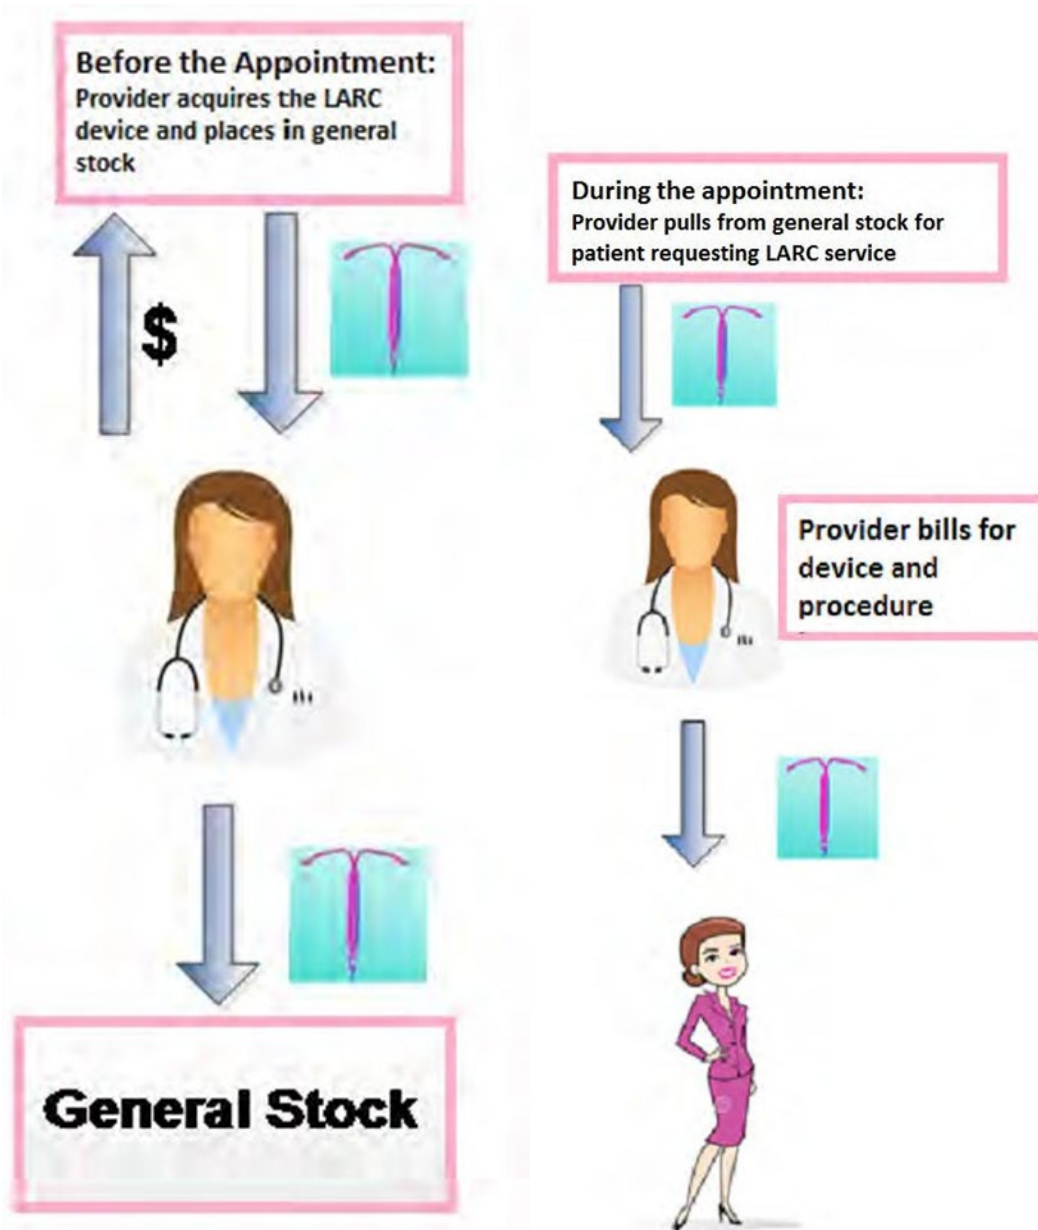 Before the Appointment:
Provider acquires the LARC
device and places in general
stock
$
General Stock
During the appointment:
Provider pulls from general stock for
patient requesting LARC service
Provider bills for
device and
procedure